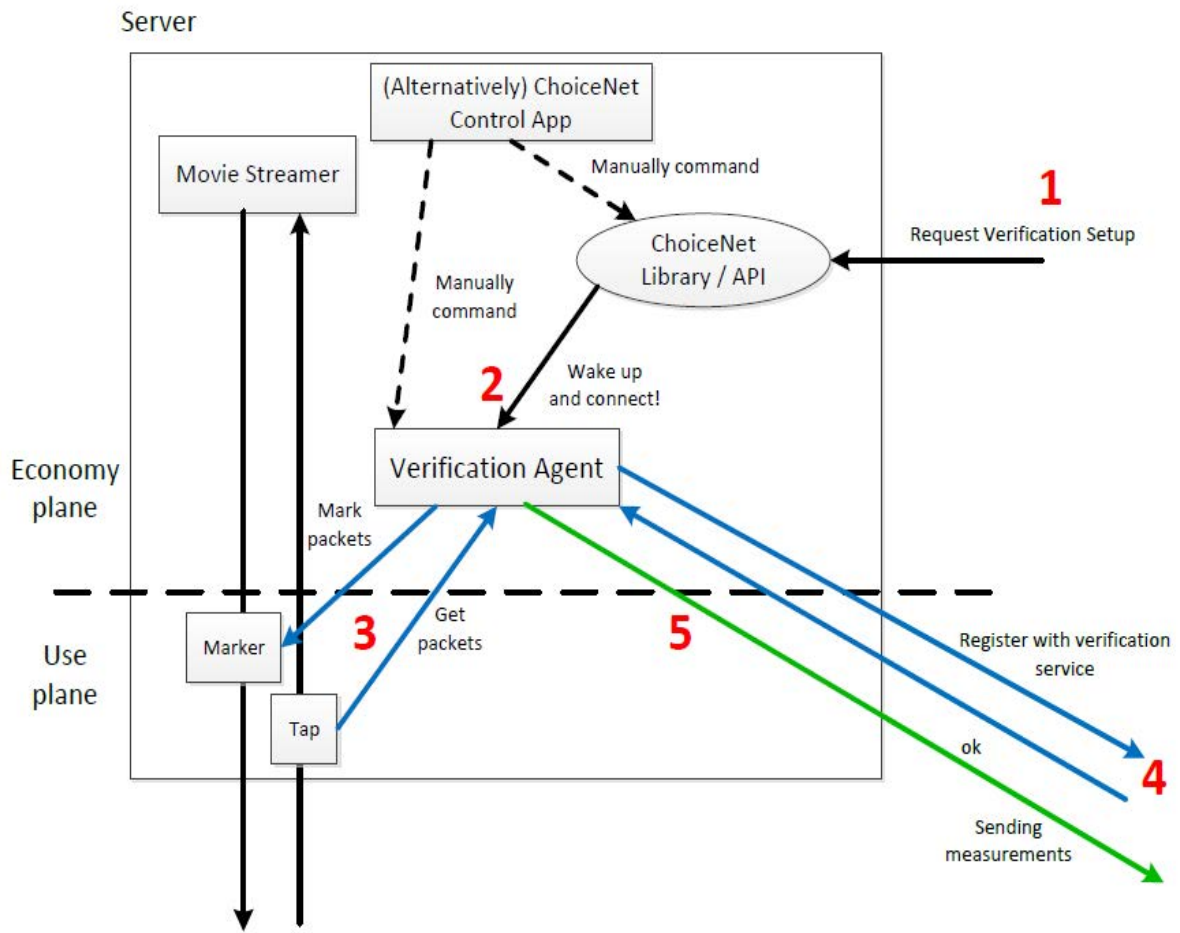 Server
(Alternatively) ChoiceNet
Control App
Movie Streamer
Manually command
1
Request Verification Setup
ChoiceNet
Library / API
Manually
command
2
Wake up
and connect!
Verification Agent
Economy
plane
Mark
packets
3
Get
packets
5
Use
plane
Marker
Tap
Register with verification
service
ok
4
Sending
measurements